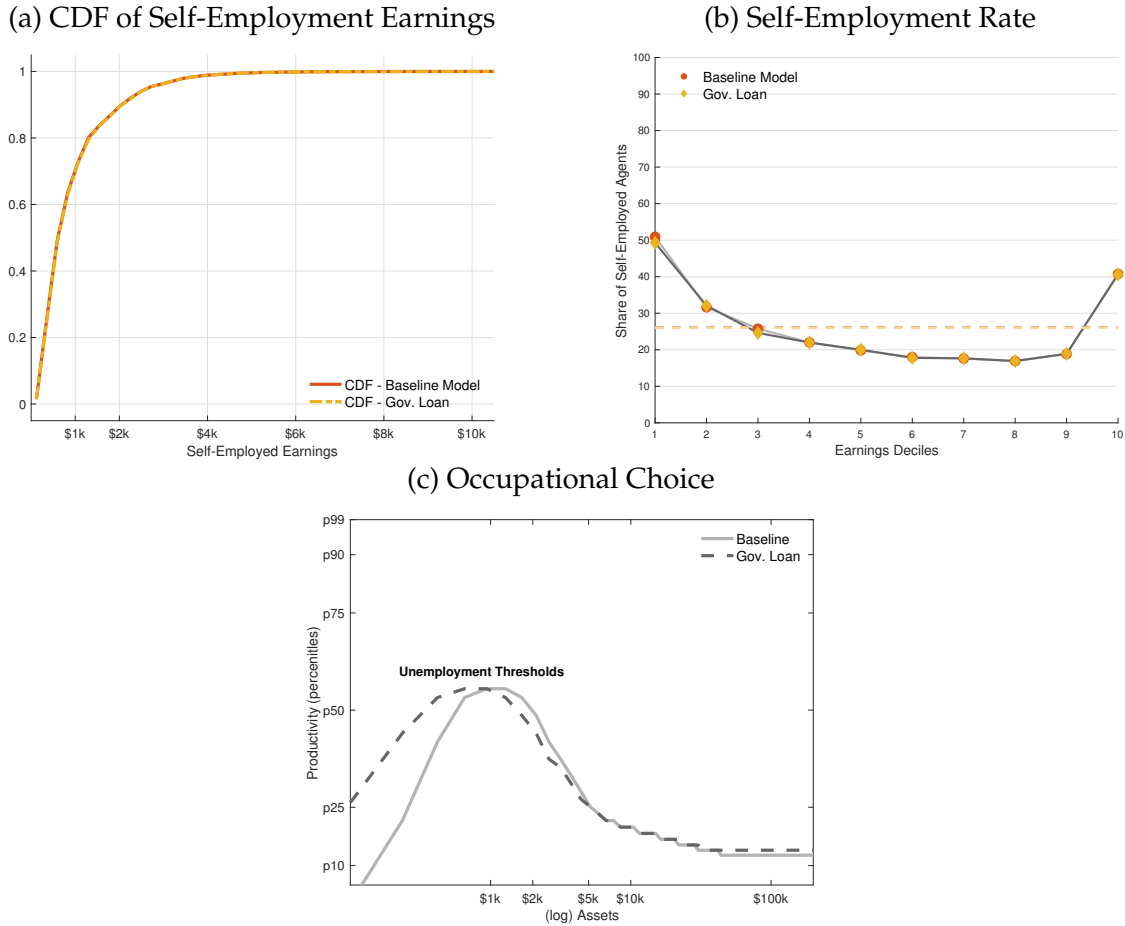 (a) CDF of Self-Employment Earnings
1
0.8
0.6
0.4
0.2
0
CDF - Baseline Model
CDF - Gov. Loan
$1k $2k $4k $6k $8k $10k
Self-Employed Earnings
(b) Self-Employment Rate
Share of Self-Employed Agents
100
90
80
70
60
50
40
30
20
10
0
Baseline Model
Gov. Loan
1 2 3 4 5 6 7 8 9 10
Earnings Deciles
(c) Occupational Choice
Productivity (percenitles)
p99
p90
p75
p50
p25
p10
Baseline
Gov. Loan
Unemployment Thresholds
$1k $2k $5k $10k $100k
(log) Assets